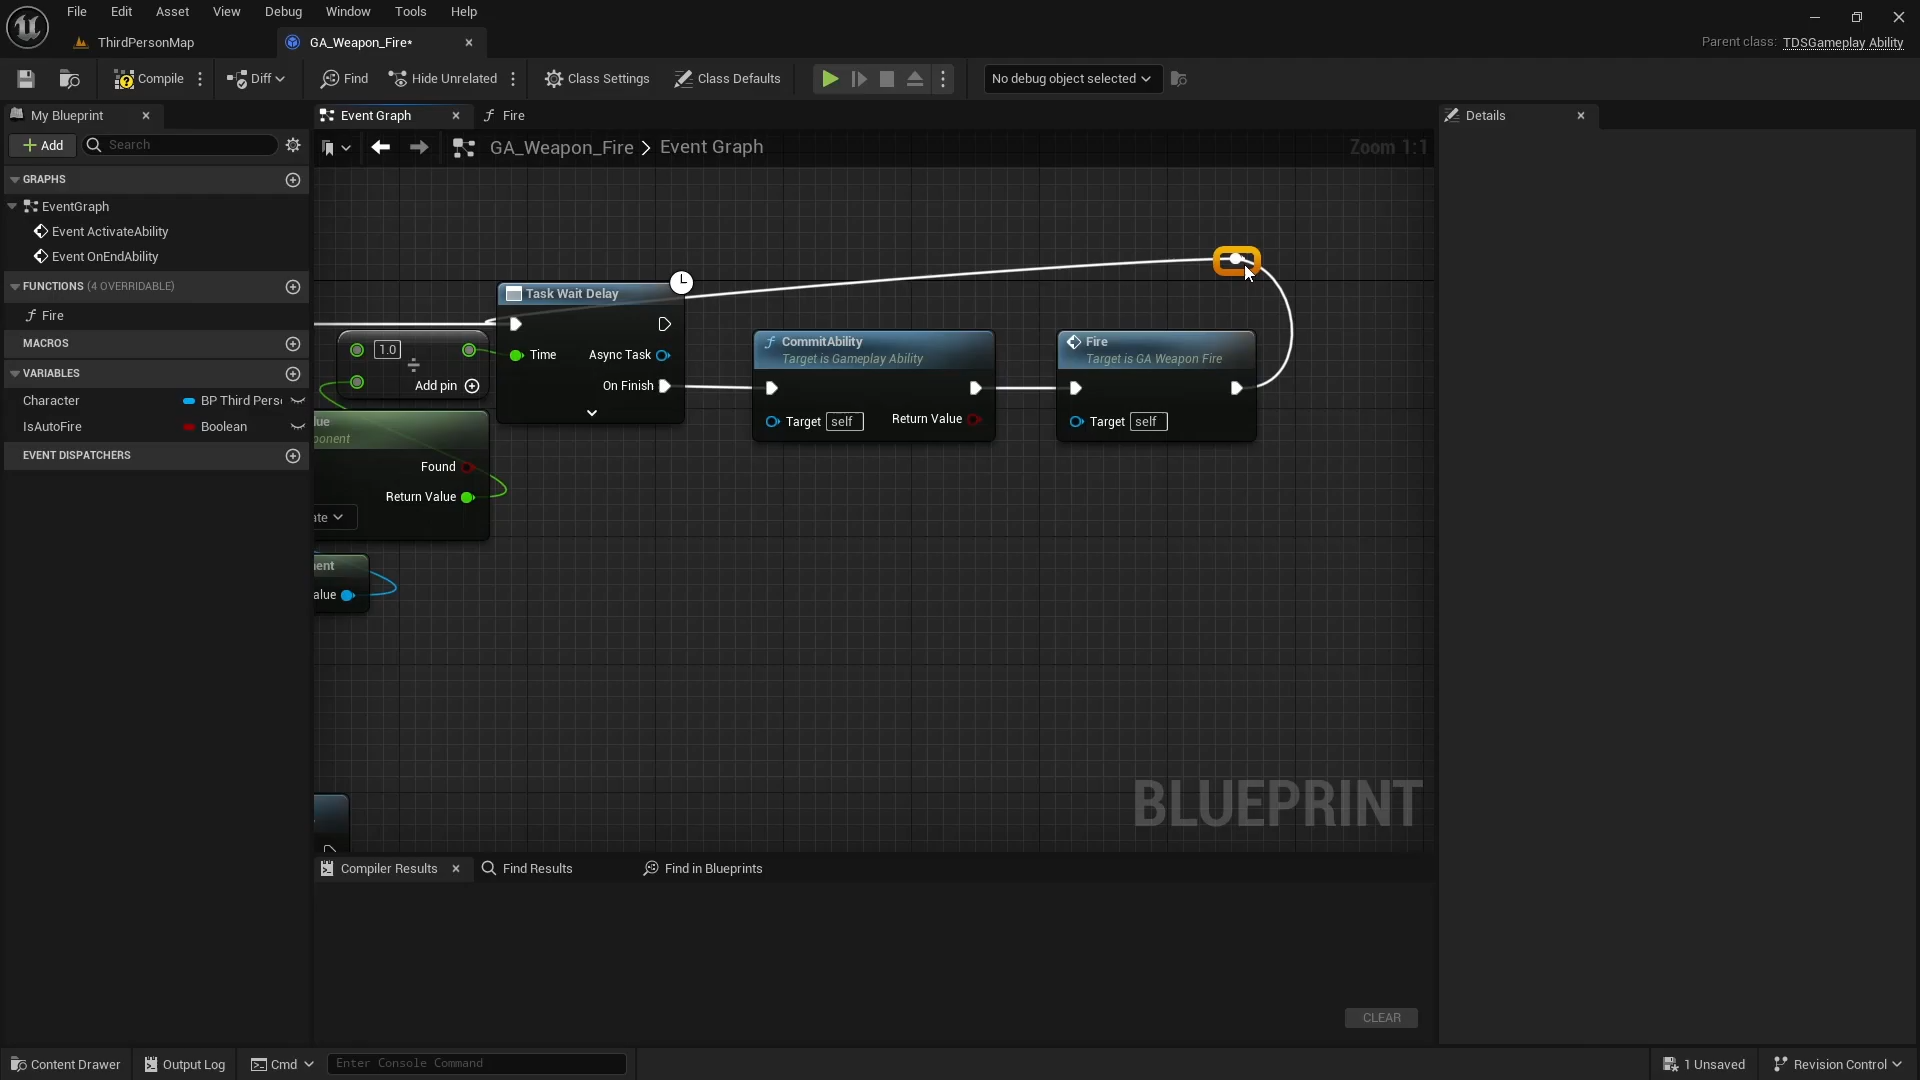 File Edit Asset View Debug Window Tools Help
ThirdPersonMap
GA_Weapon_Fire*
Parent class: TDSGameplay Ability
Compile
Diff
Find
Hide Unrelated
Class Settings
Class Defaults
No debug object selected
My Blueprint
Event Graph
Fire
Details
Add
Search
GA_Weapon_Fire > Event Graph
Zoom 1:1
GRAPHS
EventGraph
Event ActivateAbility
Event OnEndAbility
FUNCTIONS (4 OVERRIDABLE)
Fire
MACROS
VARIABLES
Character
BP Third Pers
IsAutoFire
Boolean
EVENT DISPATCHERS
1.0
Add pin
Task Wait Delay
Time
Async Task
On Finish
CommitAbility
Target is Gameplay Ability
Target self
Return Value
Fire
Target is GA Weapon Fire
Target self
lue
ponent
Found
Return Value
ate
ent
alue
BLUEPRINT
Compiler Results
Find Results
Find in Blueprints
CLEAR
Content Drawer
Output Log
Cmd
Enter Console Command
1 Unsaved
Revision Control